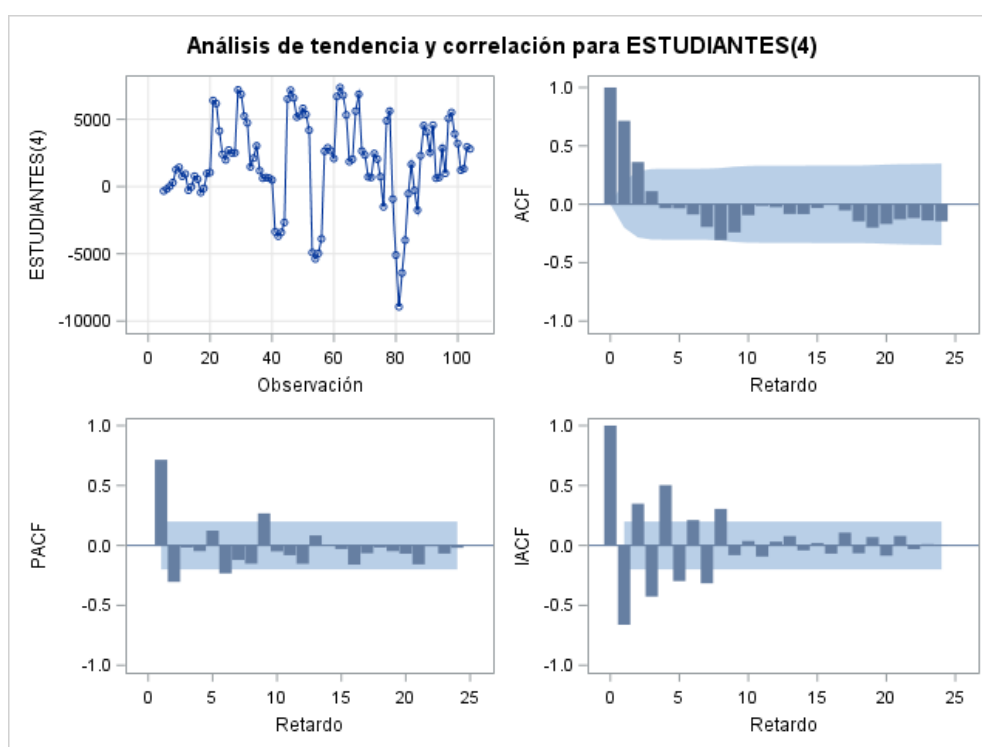 Análisis de tendencia y correlación para ESTUDIANTES(4)
ESTUDIANTES(4)
5000
0
-5000
-10000
0 20 40 60 80 100
Observación
ACF
1.0
0.5
0.0
-0.5
-1.0
0 5 10 15 20 25
Retardo
PACF
1.0
0.5
0.0
-0.5
-1.0
0 5 10 15 20 25
Retardo
IACF
1.0
0.5
0.0
-0.5
-1.0
0 5 10 15 20 25
Retardo